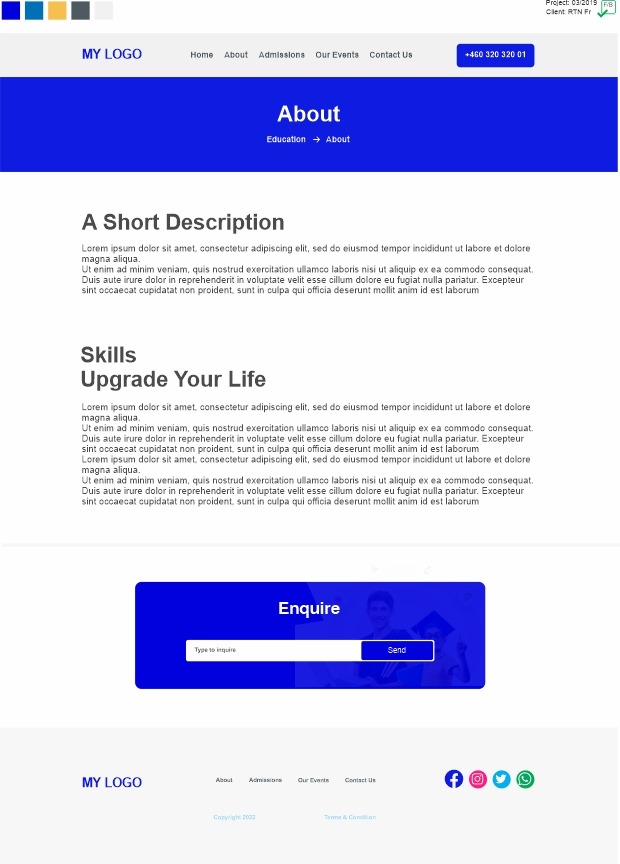 Project: 03/2019
Client: RTN Fr
F/B
MY LOGO
Home About Admissions Our Events Contact Us
+460 320 320 01
About
Education → About
A Short Description
Lorem ipsum dolor sit amet, consectetur adipiscing elit, sed do eiusmod tempor incididunt ut labore et dolore
magna aliqua.
Ut enim ad minim veniam, quis nostrud exercitation ullamco laboris nisi ut aliquip ex ea commodo consequat.
Duis aute irure dolor in reprehenderit in voluptate velit esse cillum dolore eu fugiat nulla pariatur. Excepteur
sint occaecat cupidatat non proident, sunt in culpa qui officia deserunt mollit anim id est laborum
Skills
Upgrade Your Life
Lorem ipsum dolor sit amet, consectetur adipiscing elit, sed do eiusmod tempor incididunt ut labore et dolore
magna aliqua.
Ut enim ad minim veniam, quis nostrud exercitation ullamco laboris nisi ut aliquip ex ea commodo consequat.
Duis aute irure dolor in reprehenderit in voluptate velit esse cillum dolore eu fugiat nulla pariatur. Excepteur
sint occaecat cupidatat non proident, sunt in culpa qui officia deserunt mollit anim id est laborum
Lorem ipsum dolor sit amet, consectetur adipiscing elit, sed do eiusmod tempor incididunt ut labore et dolore
magna aliqua.
Ut enim ad minim veniam, quis nostrud exercitation ullamco laboris nisi ut aliquip ex ea commodo consequat.
Duis aute irure dolor in reprehenderit in voluptate velit esse cillum dolore eu fugiat nulla pariatur. Excepteur
sint occaecat cupidatat non proident, sunt in culpa qui officia deserunt mollit anim id est laborum
Enquire
Type to inquire
Send
MY LOGO
About Admissions Our Events Contact Us
Copyright 2022 Terms & Condition